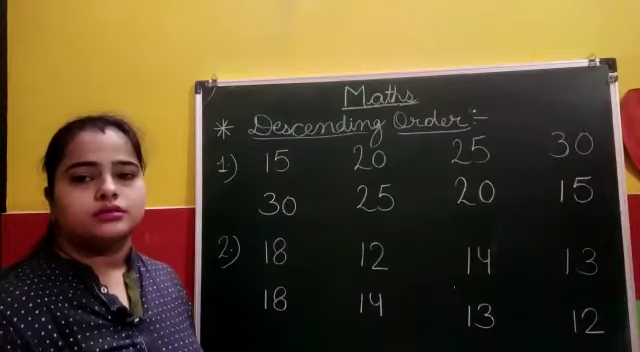 Maths
* Descending Order:-
1) 15 20 25 30
30 25 20 15
2) 18 12 14 13
18 14 13 12